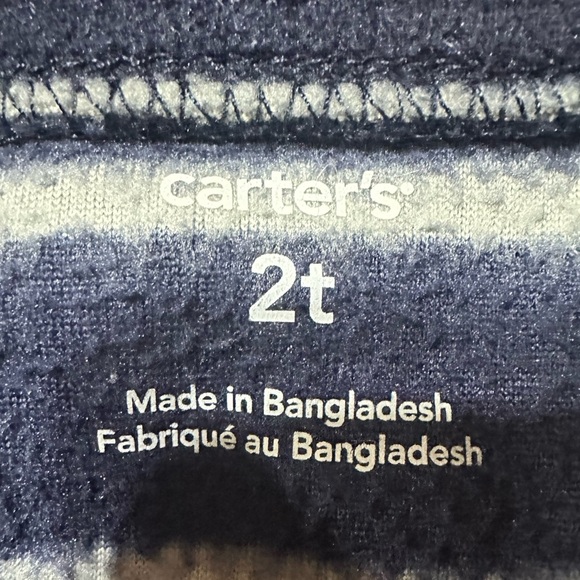 carter's
2t
Made in Bangladesh
Fabriqué au Bangladesh